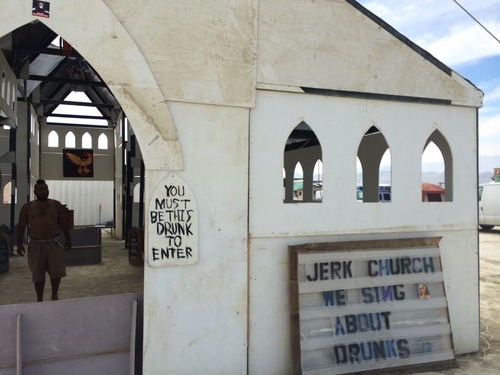 YOU
MUST
BE THIS
DRUNK
TO
ENTER
JERK CHURCH
WE SING
ABOUT
DRUNKS